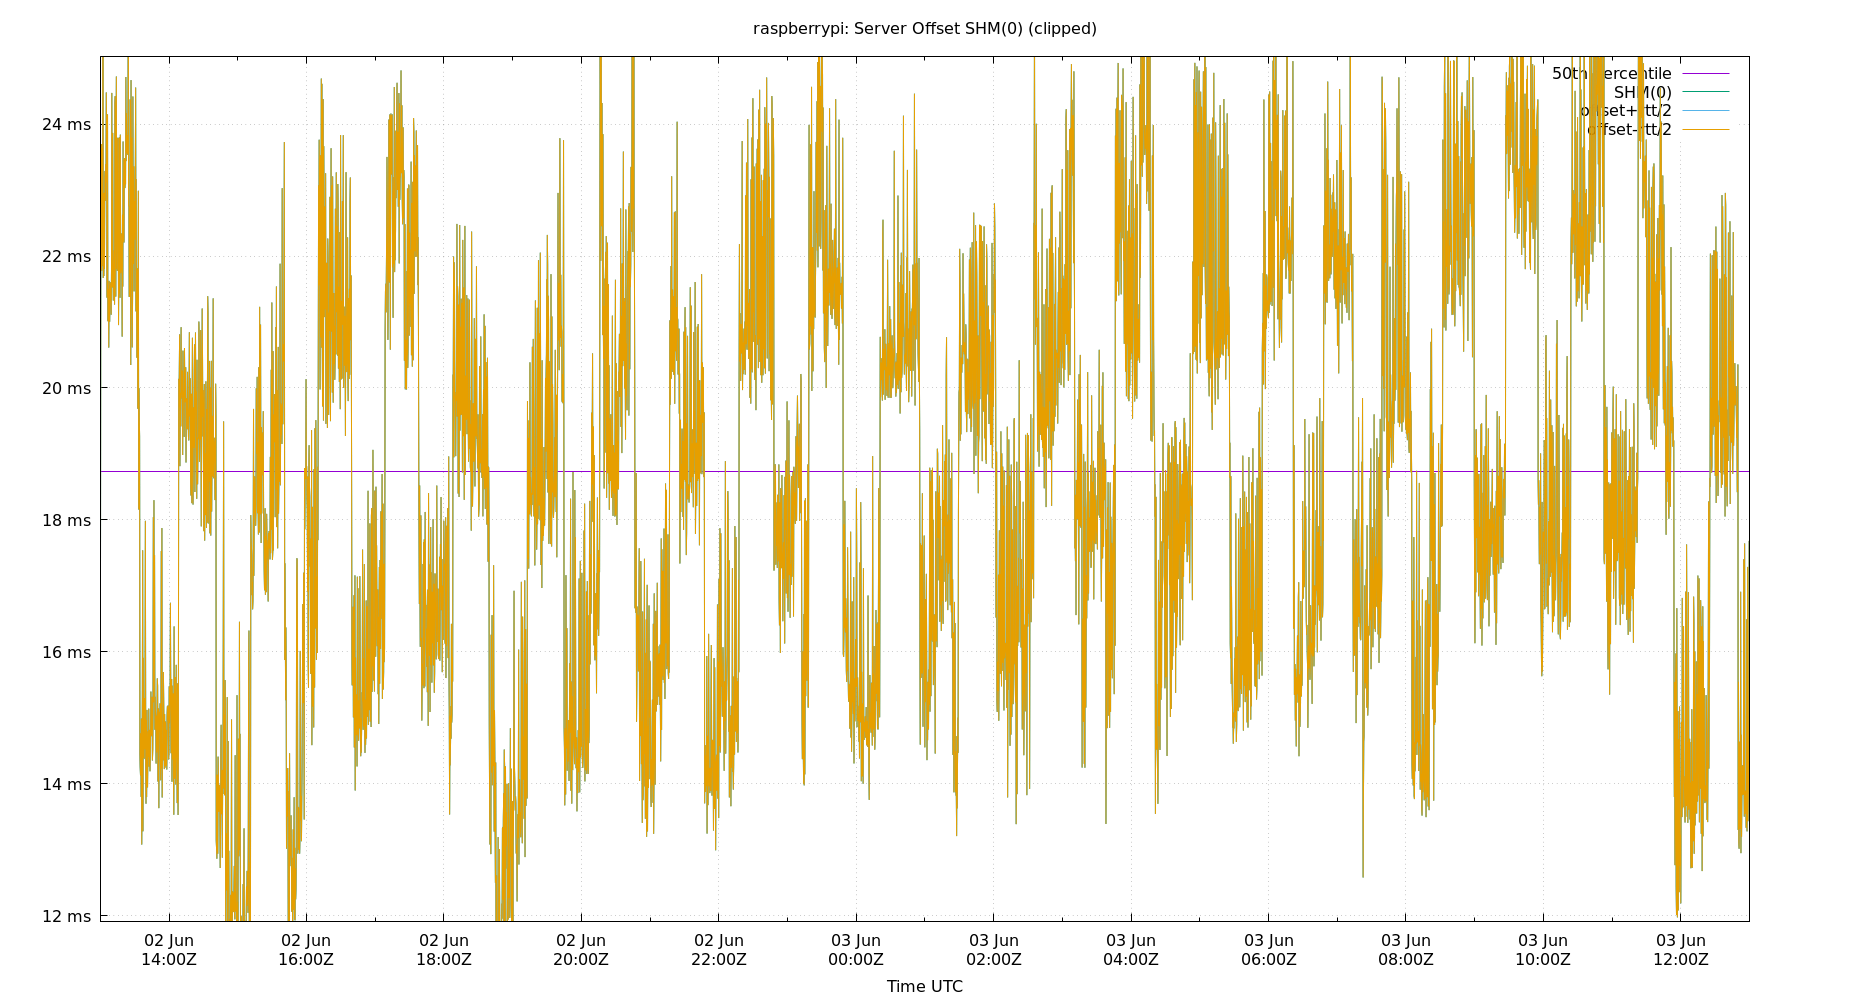 raspberrypi: Server Offset SHM(0) (clipped)
50th percentile
SHM(0)
offset+rtt/2
offset-rtt/2
24 ms
22 ms
20 ms
18 ms
16 ms
14 ms
12 ms
02 Jun 02 Jun 02 Jun 02 Jun 02 Jun 03 Jun 03 Jun 03 Jun 03 Jun 03 Jun 03 Jun 03 Jun
14:00Z 16:00Z 18:00Z 20:00Z 22:00Z 00:00Z 02:00Z 04:00Z 06:00Z 08:00Z 10:00Z 12:00Z
Time UTC